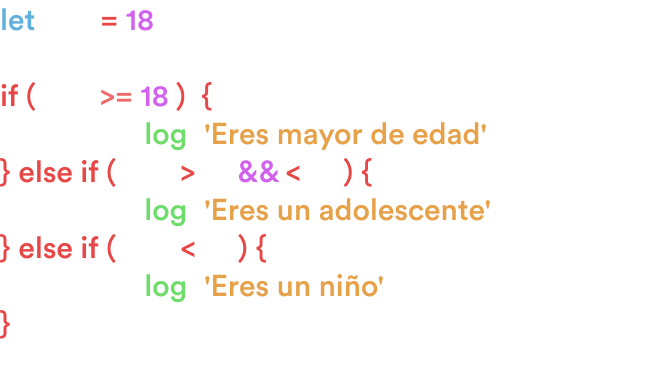 let = 18
if ( >= 18 ) {
log 'Eres mayor de edad'
} else if ( > && < ) {
log 'Eres un adolescente'
} else if ( < ) {
log 'Eres un niño'
}